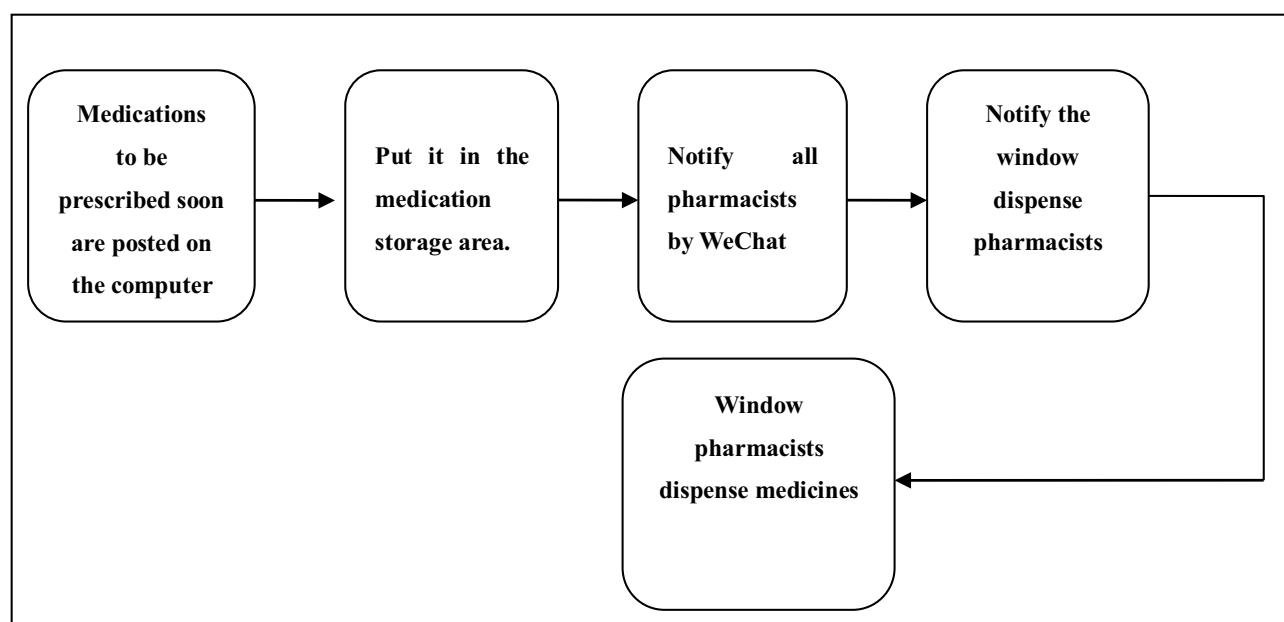 Medications
to be
prescribed soon
are posted on
the computer
Put it in the
medication
storage area.
Notify all
pharmacists
by WeChat
Notify the
window
dispense
pharmacists
Window
pharmacists
dispense medicines